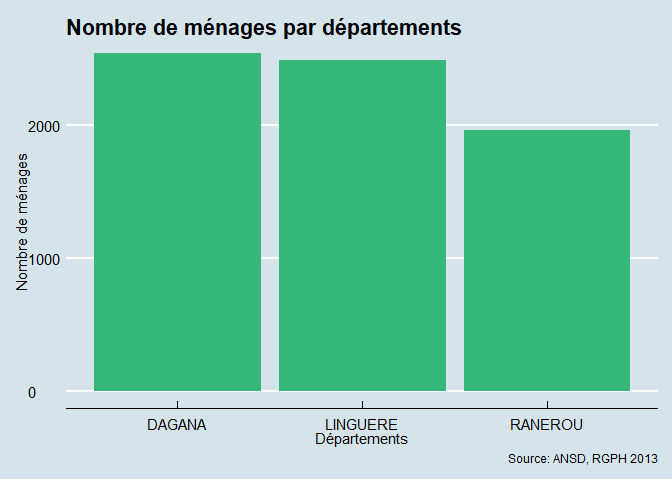 Nombre de ménages par départements
Nombre de ménages
2000
1000
0
DAGANA
LINGUERE
RANEROU
Départements
Source: ANSD, RGPH 2013